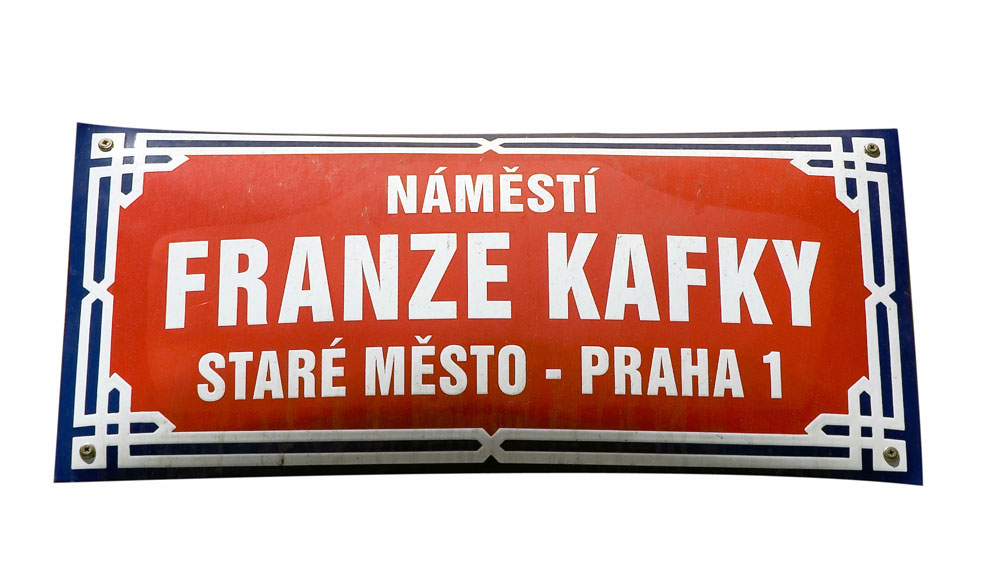 NÁMĚSTÍ
FRANZE KAFKY
STARÉ MĚSTO - PRAHA 1